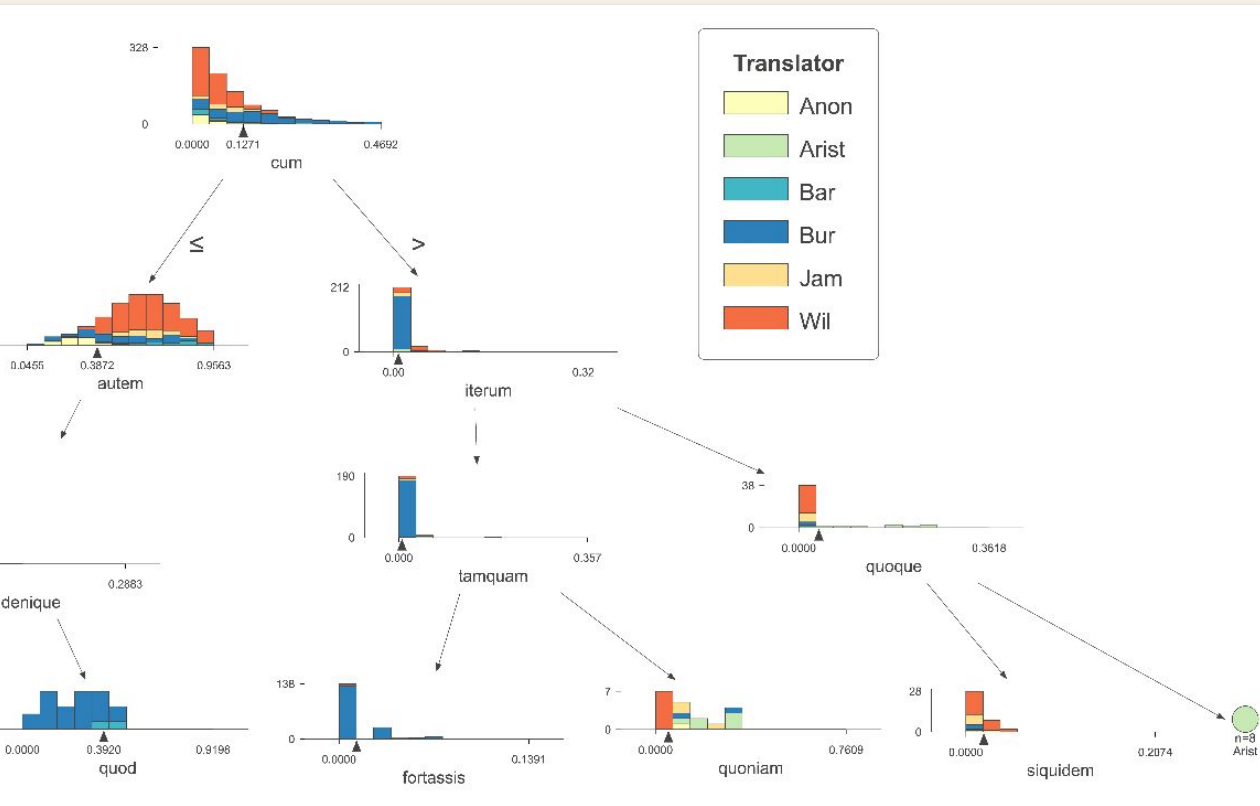 328
0
0.0000 0.1271 0.4692
cum
Translator
Anon
Arist
Bar
Bur
Jam
Wil
≤
>
0.0455 0.3872 0.9563
autem
212
0
0.00 0.32
iterum
190
0
0.000 0.357
tamquam
38
0
0.0000 0.3618
quoque
0.2883
denique
0.0000 0.3920 0.9198
quod
138
0
0.0000 0.1391
fortassis
7
0
0.0000 0.7609
quoniam
28
0
0.0000 0.2074
siquidem
n=8
Arist